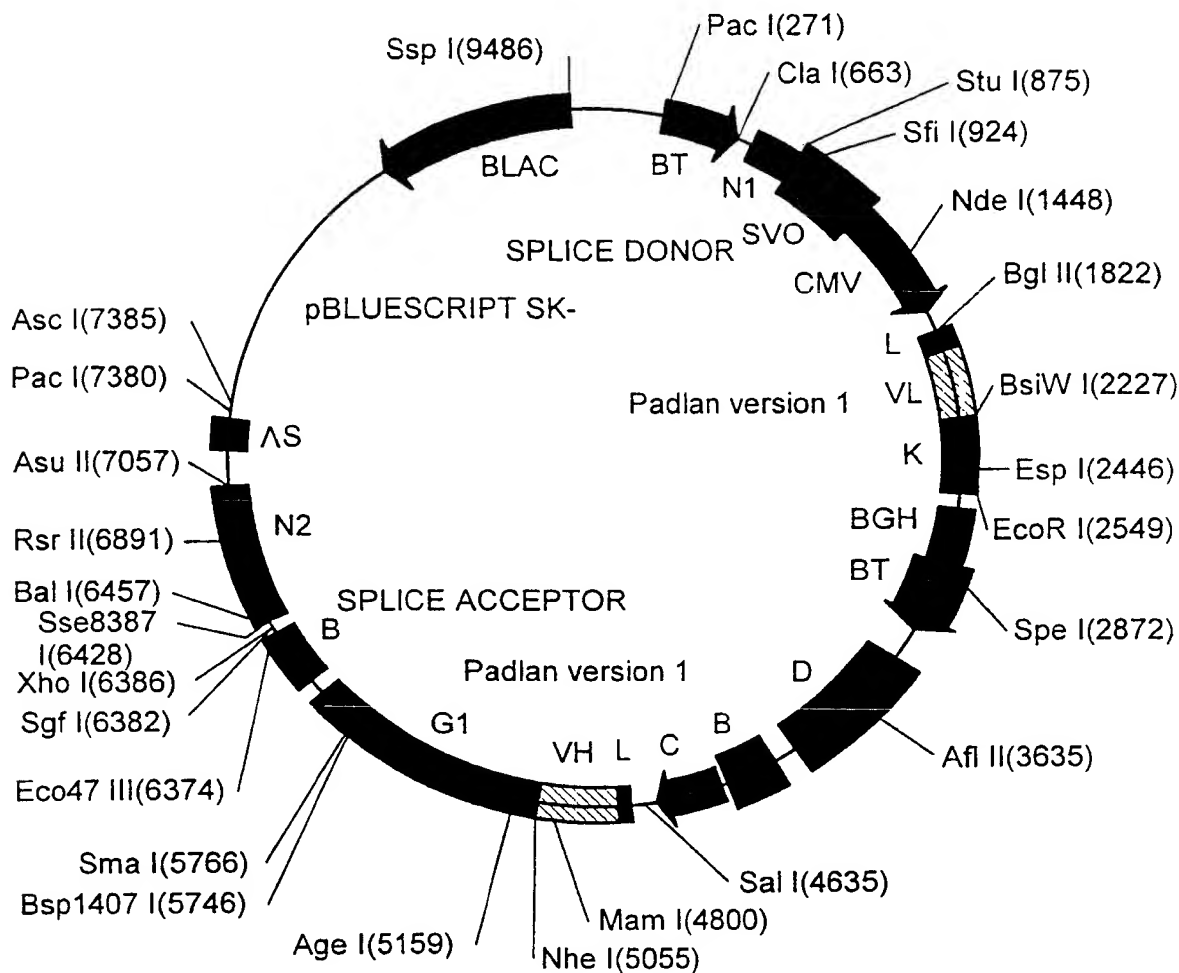 Ssp I(9486)
Pac I(271)
Cla I(663)
Stu I(875)
Sfi I(924)
Nde I(1448)
Bgl II(1822)
BsiW I(2227)
Esp I(2446)
EcoR I(2549)
Spe I(2872)
Afl II(3635)
Sal I(4635)
Mam I(4800)
Nhe I(5055)
Age I(5159)
Bsp1407 I(5746)
Sma I(5766)
Eco47 III(6374)
Sgf I(6382)
Xho I(6386)
Sse8387
I(6428)
Bal I(6457)
Rsr II(6891)
Asu II(7057)
Pac I(7380)
Asc I(7385)
BLAC
BT
N1
SVO
SPLICE DONOR
CMV
pBLUESCRIPT SK-
L
VL
Padlan version 1
K
BGH
BT
D
B
C
L
VH
Padlan version 1
G1
B
SPLICE ACCEPTOR
N2
ΛS